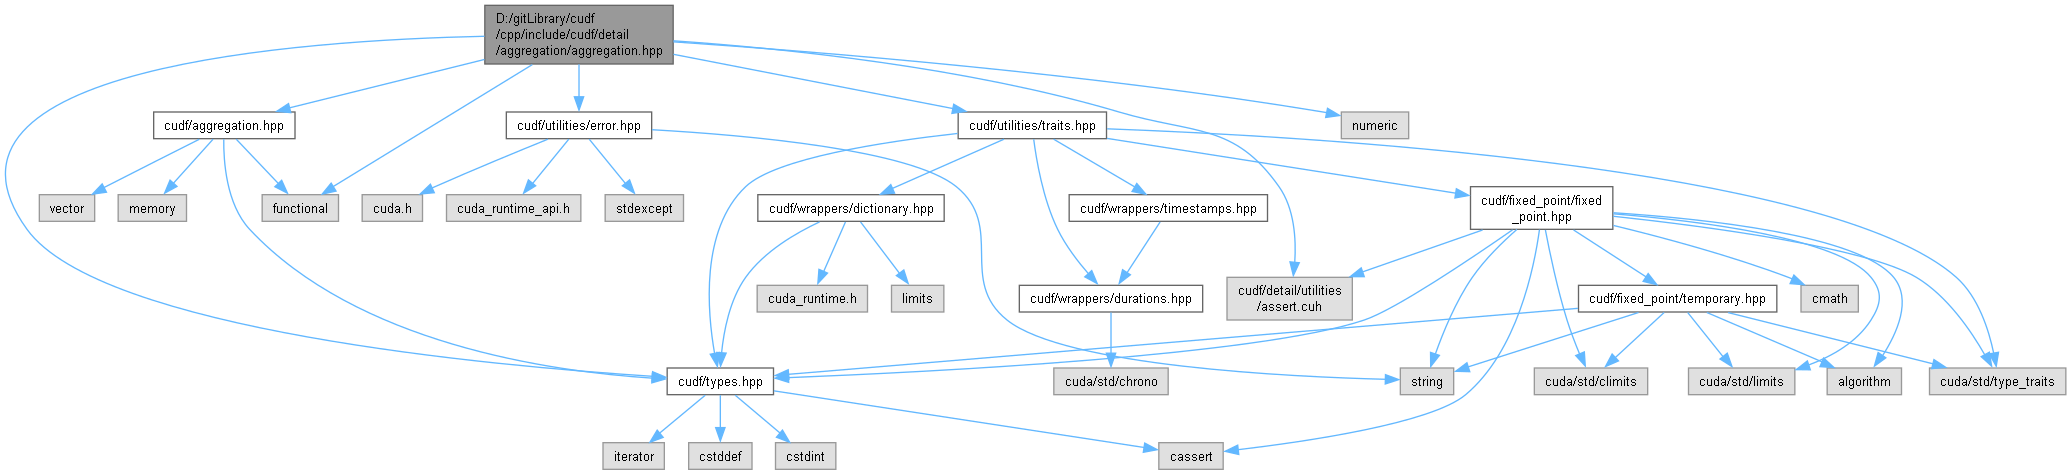 D:/gitLibrary/cudf
/cpp/include/cudf/detail
/aggregation/aggregation.hpp
cudf/aggregation.hpp
cudf/utilities/error.hpp
cudf/utilities/traits.hpp
numeric
vector
memory
functional
cuda.h
cuda_runtime_api.h
stdexcept
cudf/wrappers/dictionary.hpp
cudf/wrappers/timestamps.hpp
cudf/fixed_point/fixed
_point.hpp
cuda_runtime.h
limits
cudf/wrappers/durations.hpp
cudf/detail/utilities
/assert.cuh
cudf/fixed_point/temporary.hpp
cmath
cudf/types.hpp
cuda/std/chrono
string
cuda/std/climits
cuda/std/limits
algorithm
cuda/std/type_traits
iterator
cstddef
cstdint
cassert